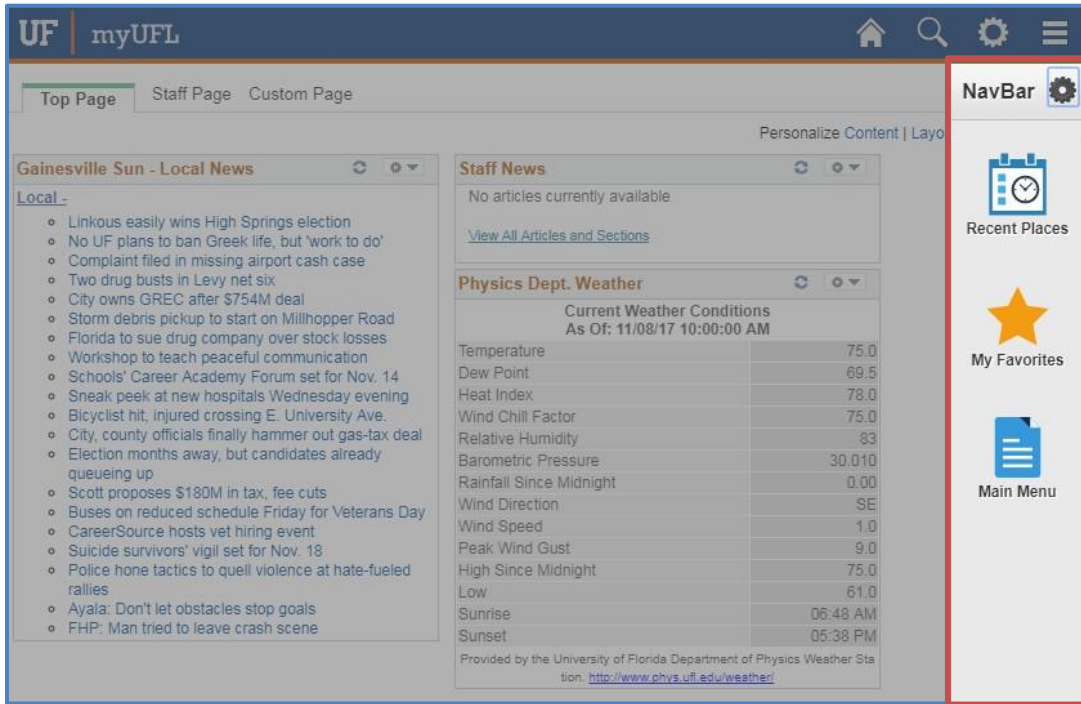 UF myUFL
Top Page Staff Page Custom Page
Personalize Content | Layo
Gainesville Sun - Local News
Local -
Linkous easily wins High Springs election
No UF plans to ban Greek life, but 'work to do'
Complaint filed in missing airport cash case
Two drug busts in Levy net six
City owns GREC after $754M deal
Storm debris pickup to start on Millhopper Road
Florida to sue drug company over stock losses
Workshop to teach peaceful communication
Schools' Career Academy Forum set for Nov. 14
Sneak peek at new hospitals Wednesday evening
Bicyclist hit, injured crossing E. University Ave.
City, county officials finally hammer out gas-tax deal
Election months away, but candidates already
queueing up
Scott proposes $180M in tax, fee cuts
Buses on reduced schedule Friday for Veterans Day
CareerSource hosts vet hiring event
Suicide survivors' vigil set for Nov. 18
Police hone tactics to quell violence at hate-fueled
rallies
Ayala: Don't let obstacles stop goals
FHP: Man tried to leave crash scene
Staff News
No articles currently available
View All Articles and Sections
Physics Dept. Weather
Current Weather Conditions
As Of: 11/08/17 10:00:00 AM
Temperature 75.0
Dew Point 69.5
Heat Index 78.0
Wind Chill Factor 75.0
Relative Humidity 83
Barometric Pressure 30.010
Rainfall Since Midnight 0.00
Wind Direction SE
Wind Speed 1.0
Peak Wind Gust 9.0
High Since Midnight 75.0
Low 61.0
Sunrise 06:48 AM
Sunset 05:38 PM
Provided by the University of Florida Department of Physics Weather Sta
tion. http://www.phys.ufl.edu/weather/
NavBar
Recent Places
My Favorites
Main Menu